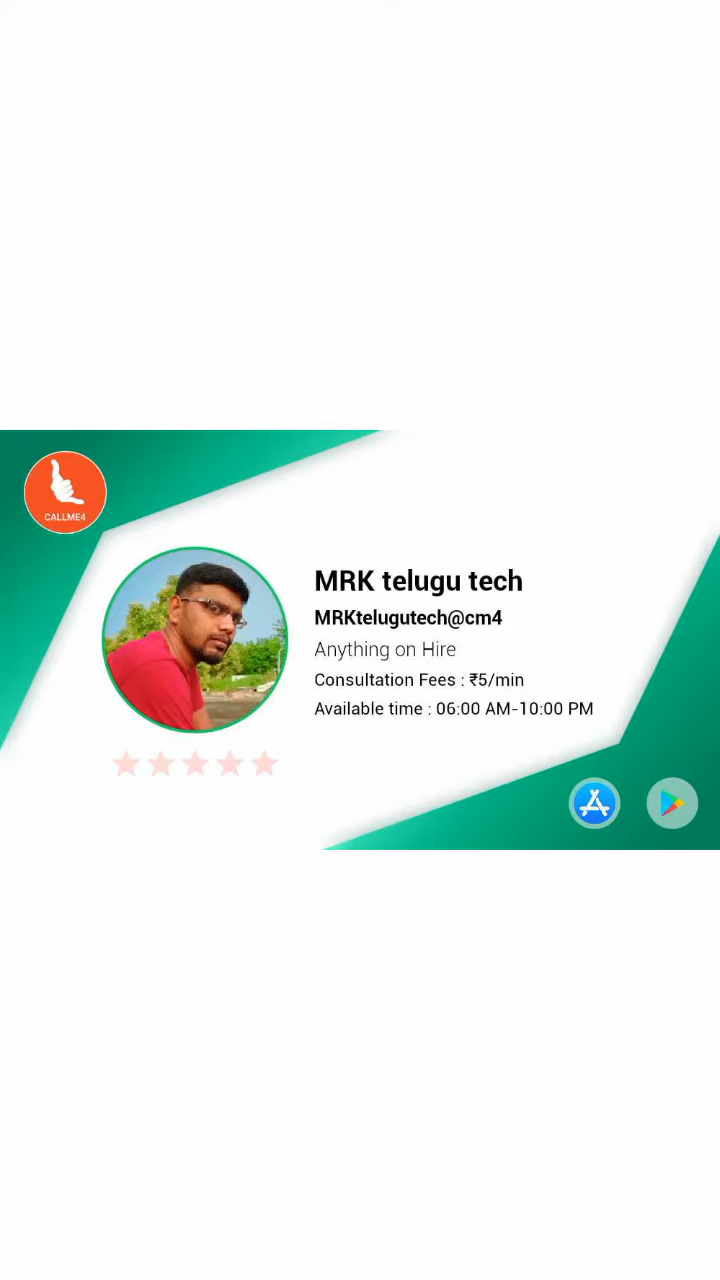 CALLME4
MRK telugu tech
MRKtelugutech@cm4
Anything on Hire
Consultation Fees : ₹5/min
Available time : 06:00 AM-10:00 PM